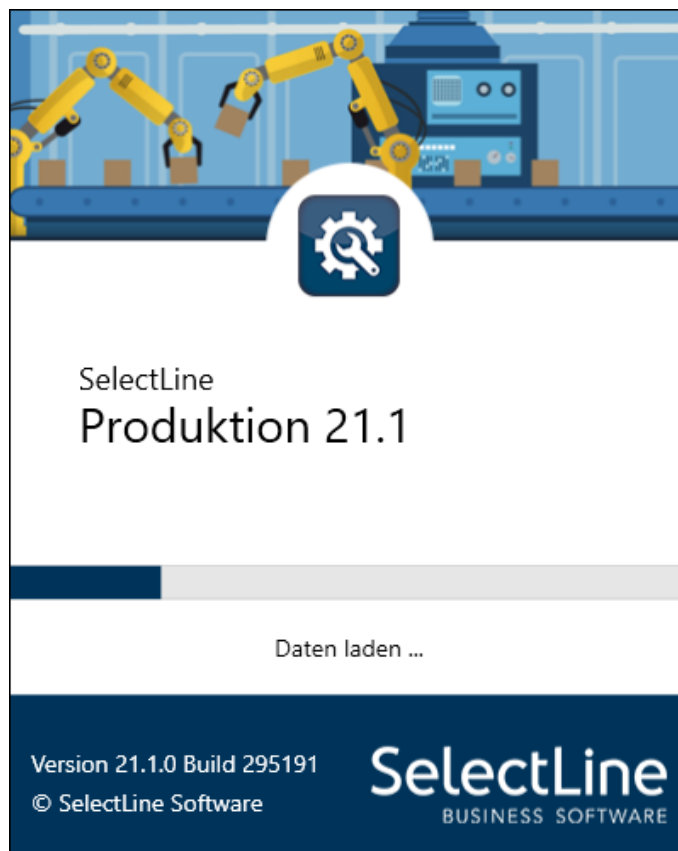 SelectLine
Produktion 21.1
Daten laden ...
Version 21.1.0 Build 295191
© SelectLine Software
SelectLine
BUSINESS SOFTWARE